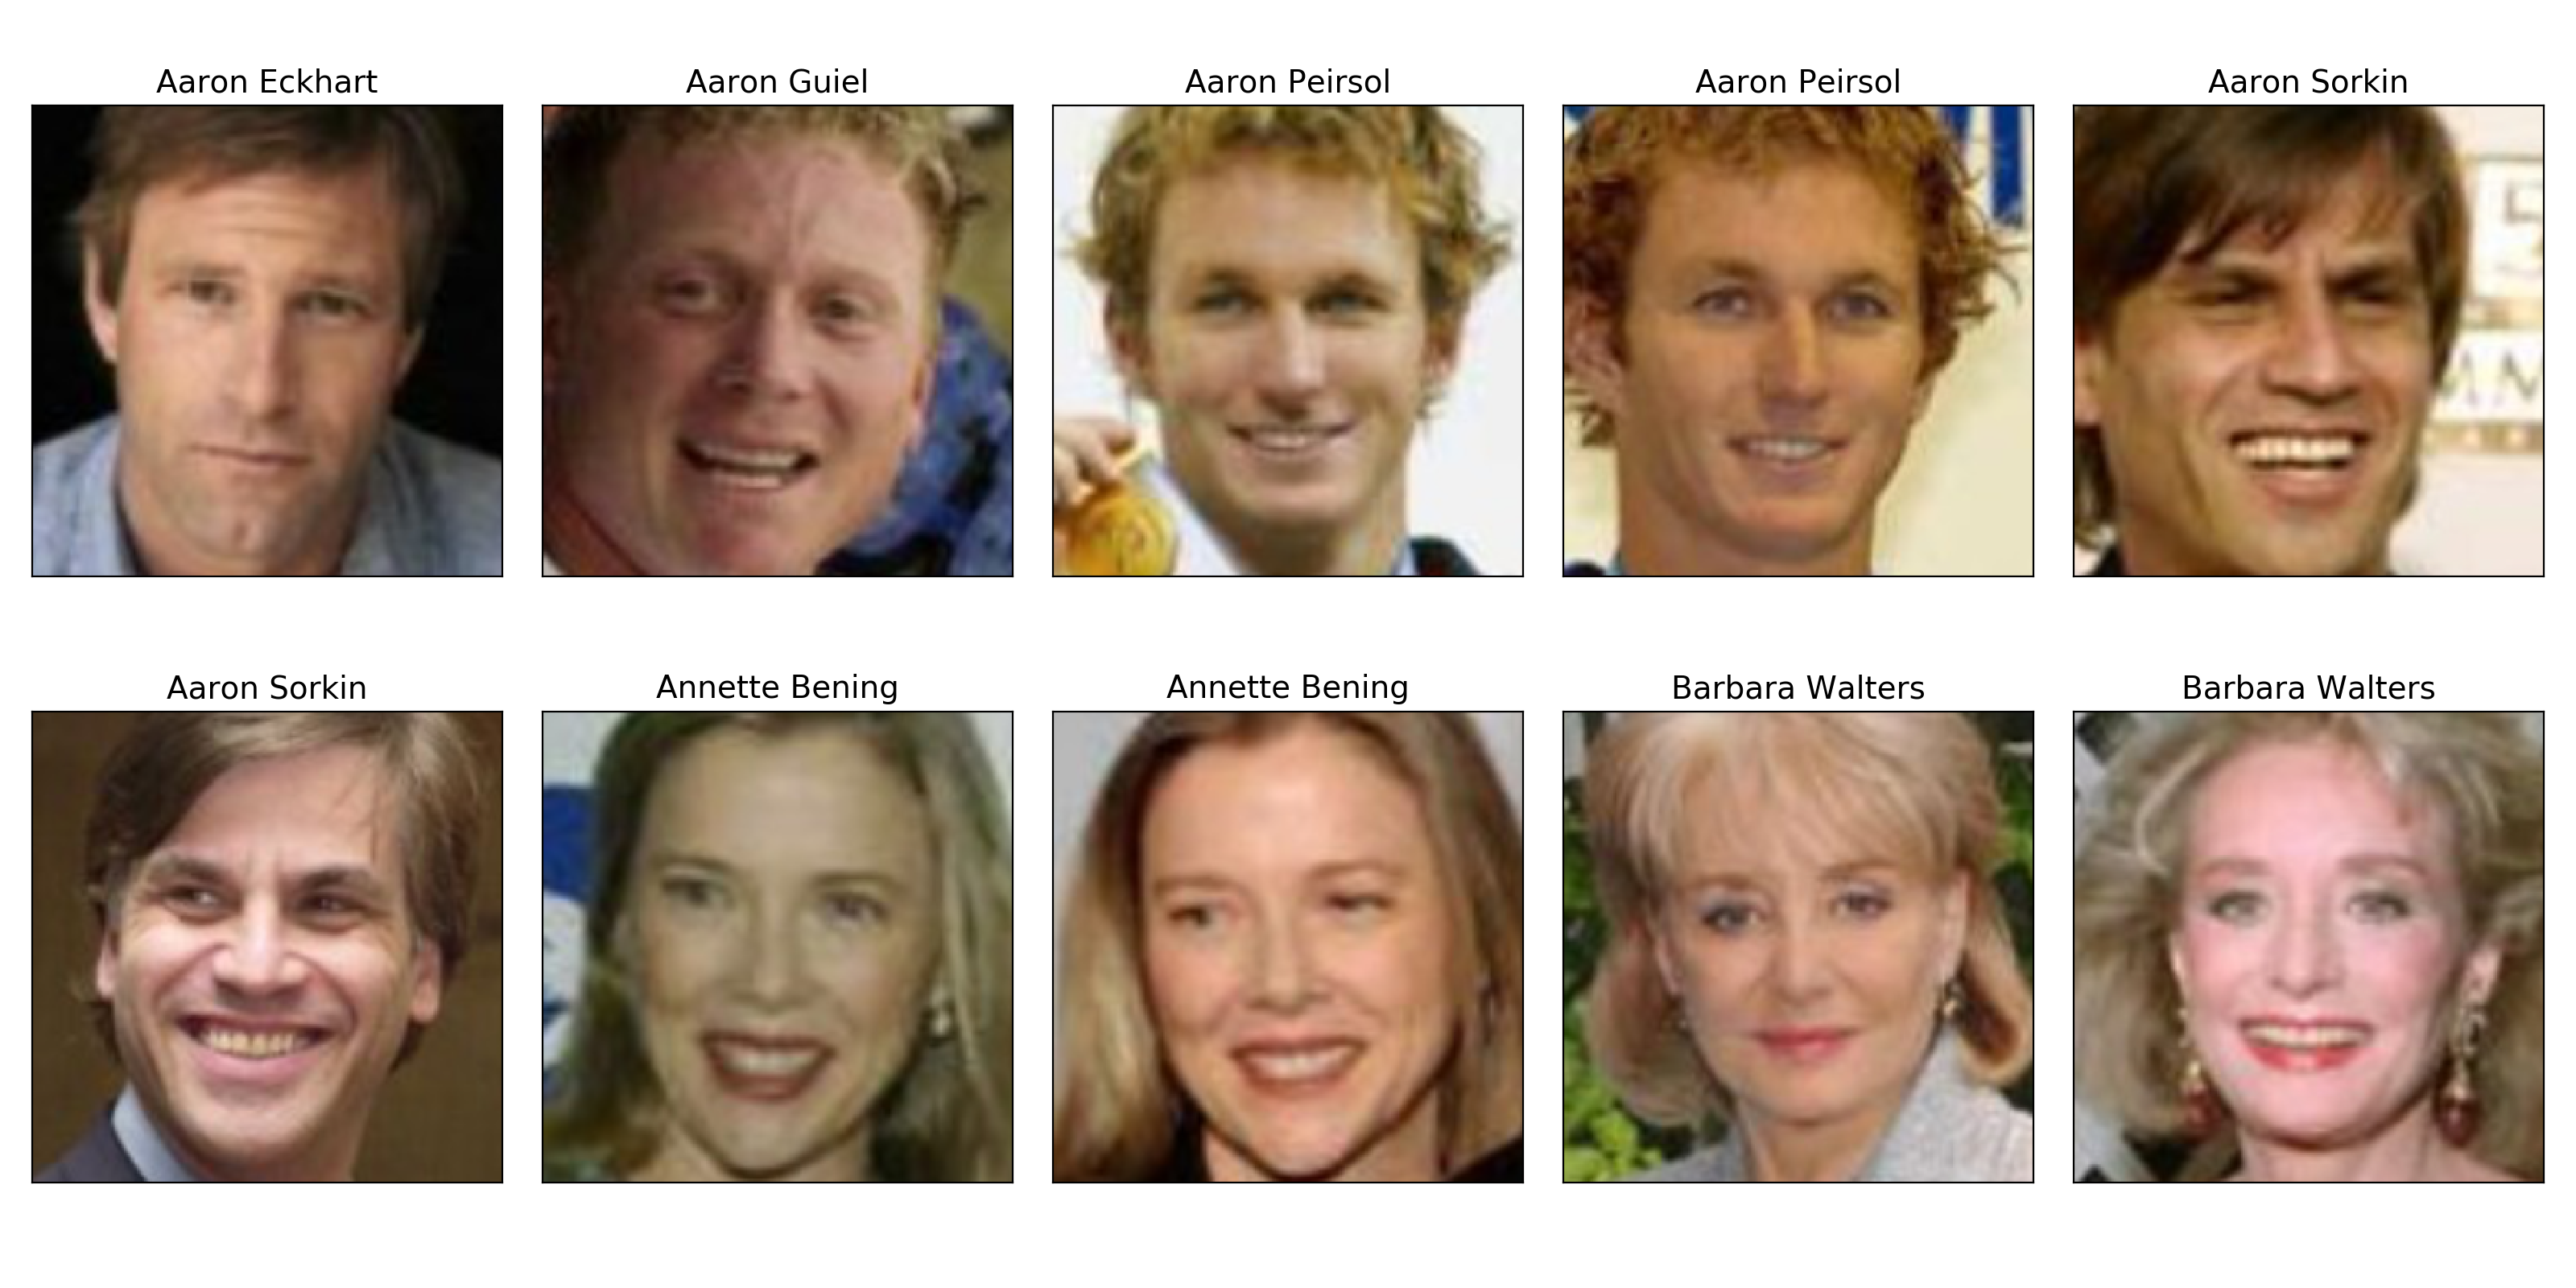 Aaron Eckhart
Aaron Guiel
Aaron Peirsol
Aaron Peirsol
Aaron Sorkin
Aaron Sorkin
Annette Bening
Annette Bening
Barbara Walters
Barbara Walters